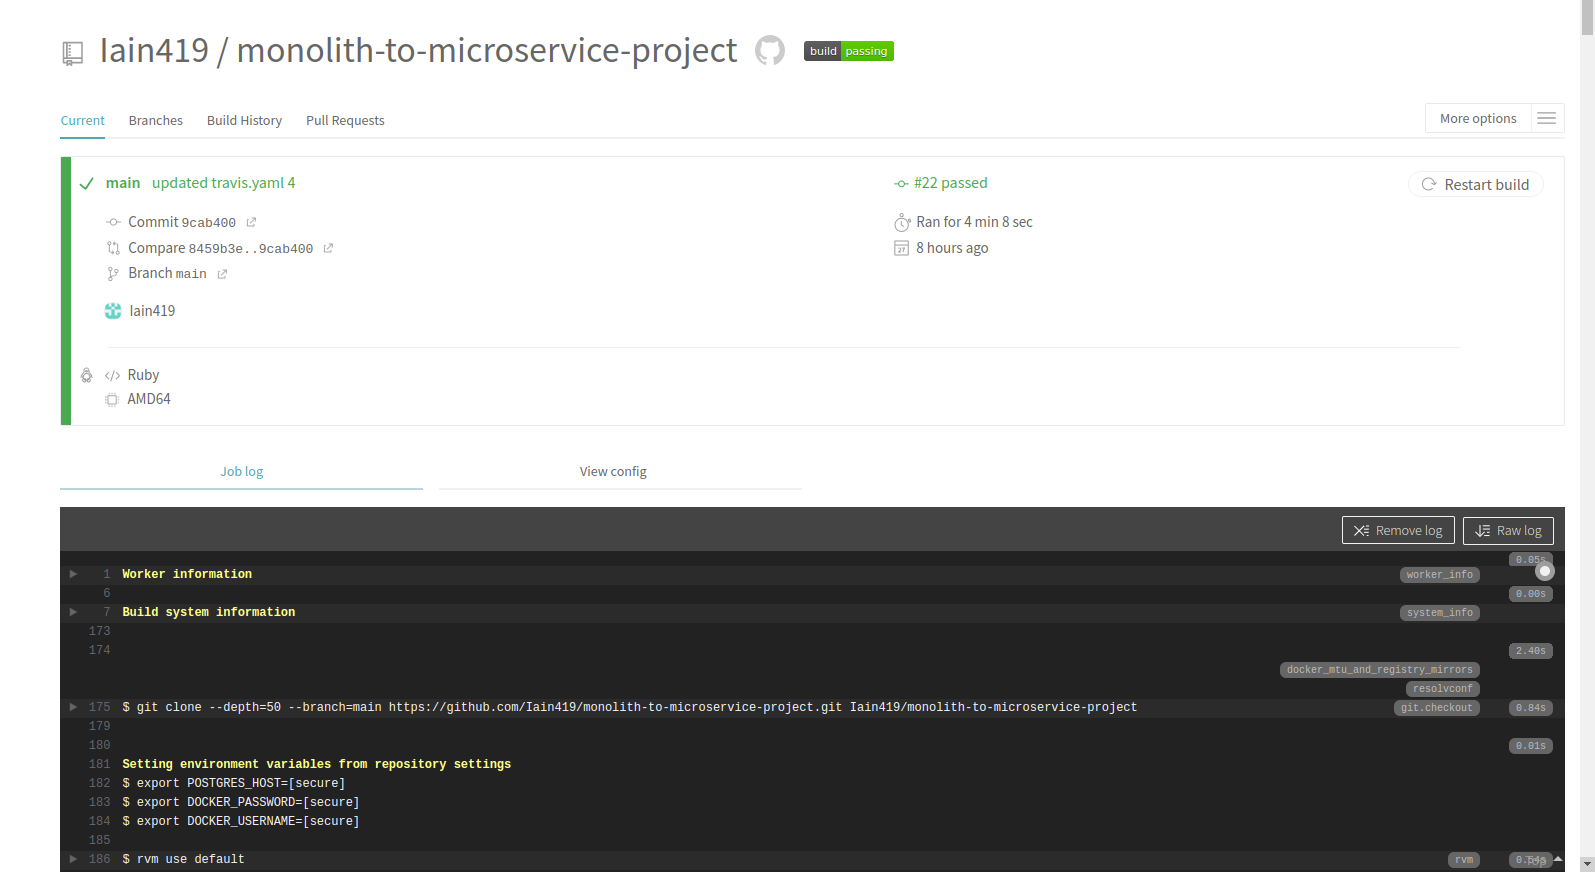 Iain419 / monolith-to-microservice-project build passing
Current Branches Build History Pull Requests More options
main updated travis.yaml 4 #22 passed Restart build
Commit 9cab400 Ran for 4 min 8 sec
Compare 8459b3e..9cab400 27 8 hours ago
Branch main
Iain419
</> Ruby
AMD64
Job log View config
Remove log Raw log
0.05s
1 Worker information worker_info
6 0.00s
7 Build system information system_info
173
174 2.40s
docker_mtu_and_registry_mirrors
resolvconf
175 $ git clone --depth=50 --branch=main https://github.com/Iain419/monolith-to-microservice-project.git Iain419/monolith-to-microservice-project git.checkout 0.84s
179
180 0.01s
181 Setting environment variables from repository settings
182 $ export POSTGRES_HOST=[secure]
183 $ export DOCKER_PASSWORD=[secure]
184 $ export DOCKER_USERNAME=[secure]
185
186 $ rvm use default rvm Top